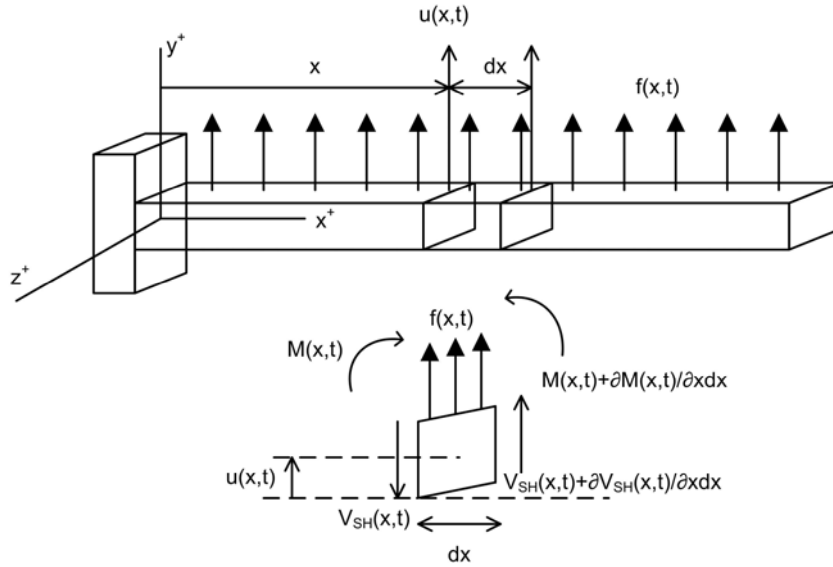 u(x,t)
y⁺
x
dx
f(x,t)
x⁺
z⁺
f(x,t)
M(x,t)
M(x,t)+∂M(x,t)/∂xdx
u(x,t)
V_SH(x,t)+∂V_SH(x,t)/∂xdx
V_SH(x,t)
dx